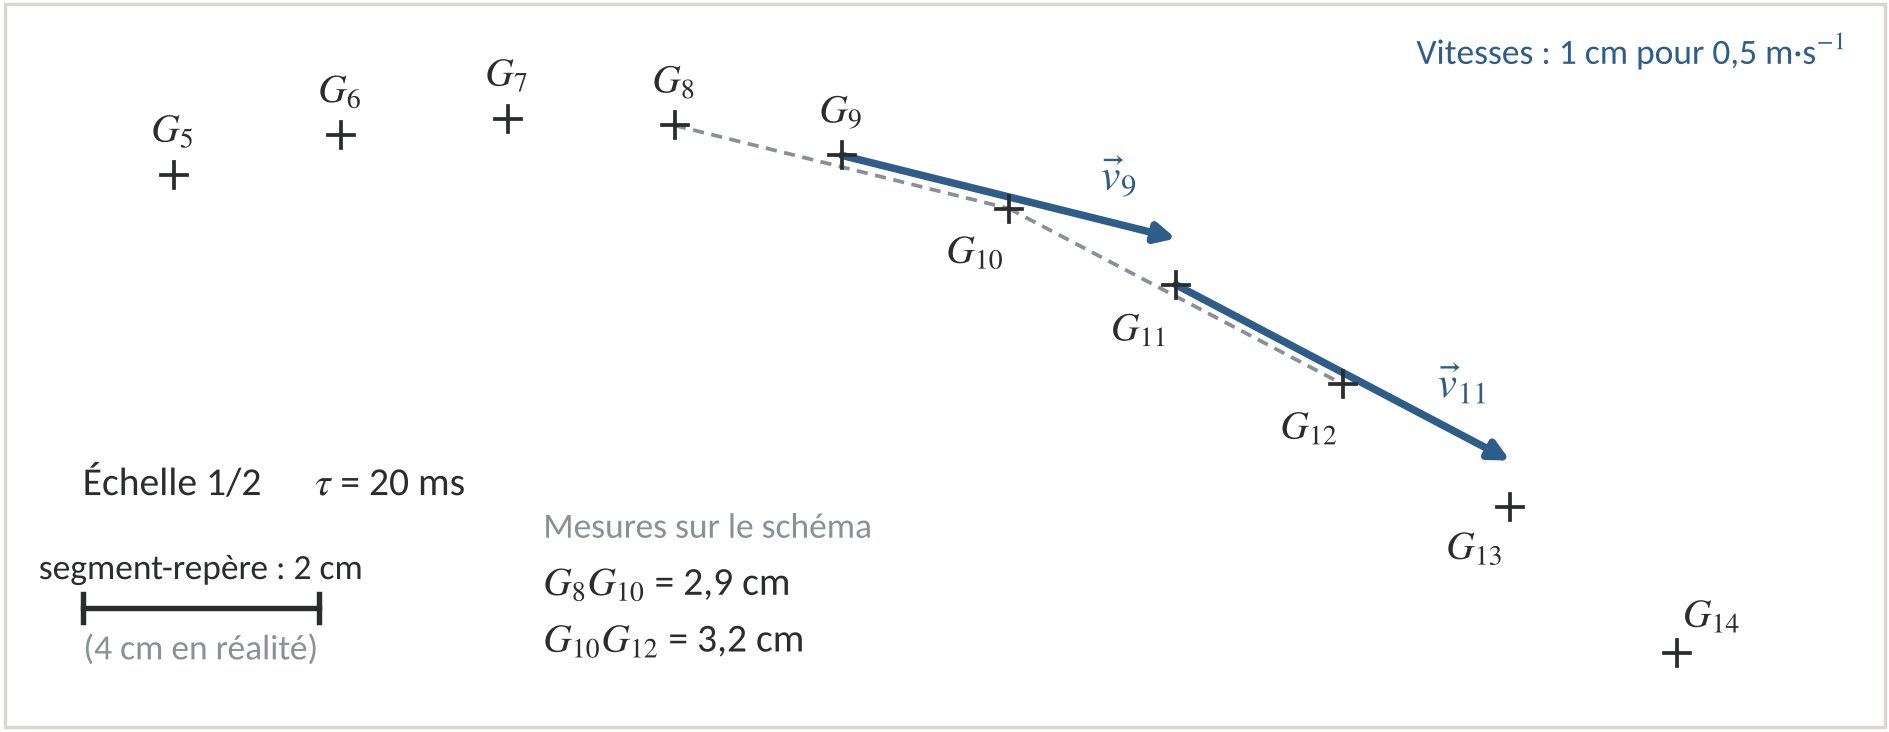 Vitesses : 1 cm pour 0,5 m·s⁻¹
G₅
G₆
G₇
G₈
G₉
v⃗₉
G₁₀
G₁₁
v⃗₁₁
G₁₂
G₁₃
G₁₄
Échelle 1/2 τ = 20 ms
segment-repère : 2 cm
(4 cm en réalité)
Mesures sur le schéma
G₈G₁₀ = 2,9 cm
G₁₀G₁₂ = 3,2 cm